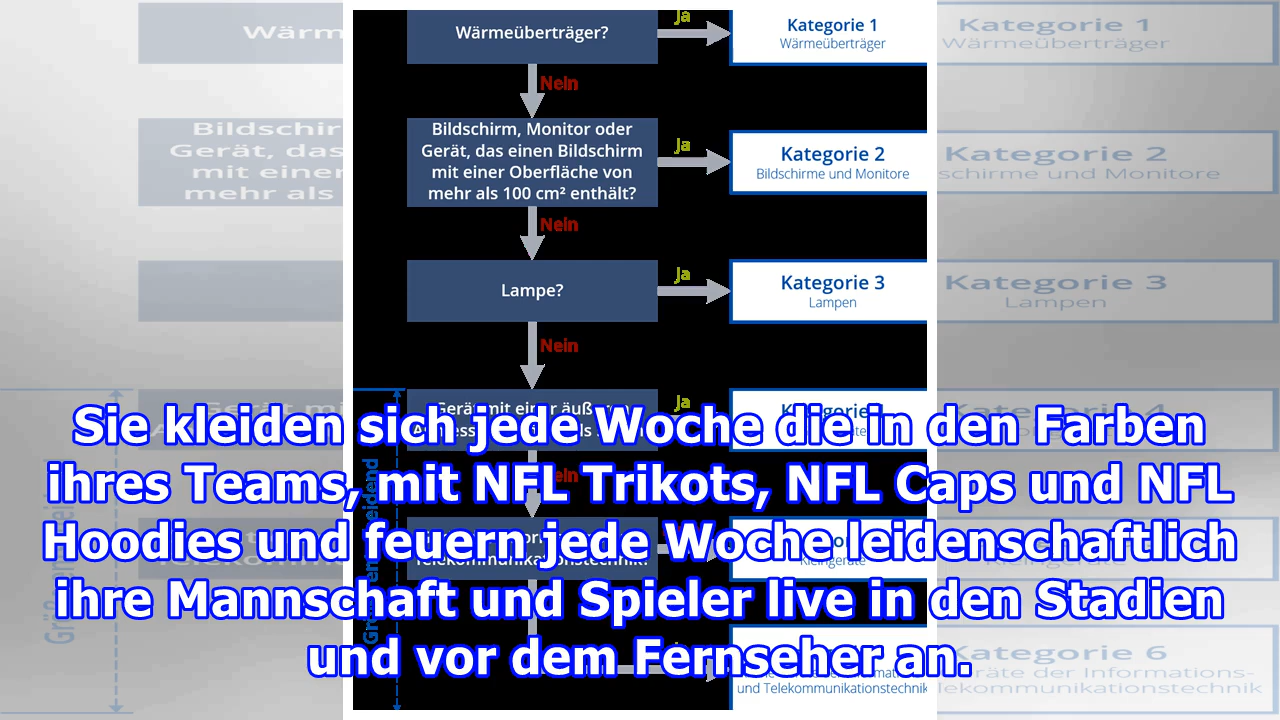 Wärmeüberträger?
Ja
Kategorie 1
Wärmeüberträger
Nein
Bildschirm, Monitor oder
Gerät, das einen Bildschirm
mit einer Oberfläche von
mehr als 100 cm² enthält?
Ja
Kategorie 2
Bildschirme und Monitore
Nein
Lampe?
Ja
Kategorie 3
Lampen
Nein
Ja
Sie kleiden sich jede Woche die in den Farben
ihres Teams, mit NFL Trikots, NFL Caps und NFL
Hoodies und feuern jede Woche leidenschaftlich
ihre Mannschaft und Spieler live in den Stadien
und vor dem Fernseher an.
Kleingeräte
Kategorie 6
und Telekommunikationstechnik